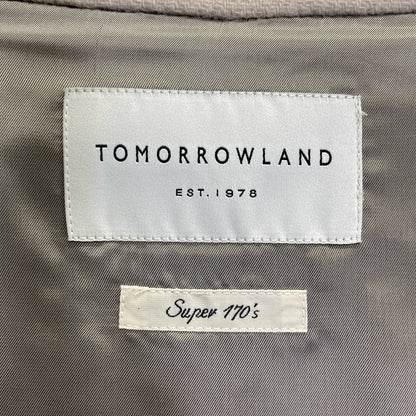 TOMORROWLAND
EST. 1978
Super 170's